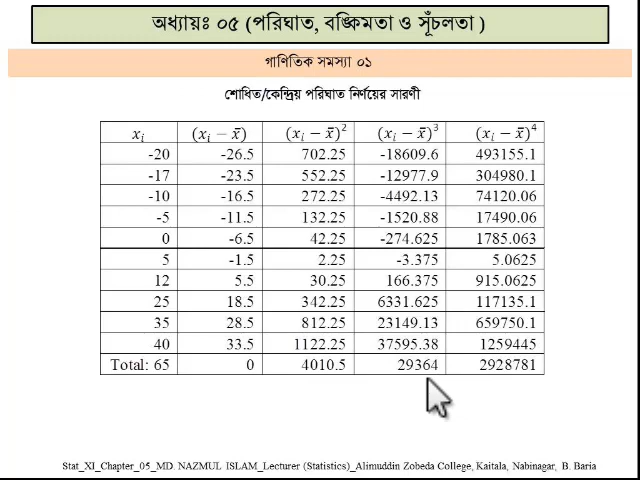 অধ্যায়ঃ ০৫ (পরিঘাত, বঙ্কিমতা ও সূঁচলতা )
গাণিতিক সমস্যা ০১
শোধিত/কেন্দ্রিয় পরিঘাত নির্ণয়ের সারণী
xᵢ (xᵢ − x̄) (xᵢ − x̄)² (xᵢ − x̄)³ (xᵢ − x̄)⁴
-20 -26.5 702.25 -18609.6 493155.1
-17 -23.5 552.25 -12977.9 304980.1
-10 -16.5 272.25 -4492.13 74120.06
-5 -11.5 132.25 -1520.88 17490.06
0 -6.5 42.25 -274.625 1785.063
5 -1.5 2.25 -3.375 5.0625
12 5.5 30.25 166.375 915.0625
25 18.5 342.25 6331.625 117135.1
35 28.5 812.25 23149.13 659750.1
40 33.5 1122.25 37595.38 1259445
Total: 65 0 4010.5 29364 2928781
Stat_XI_Chapter_05_MD. NAZMUL ISLAM_Lecturer (Statistics)_Alimuddin Zobeda College, Kaitala, Nabinagar, B. Baria